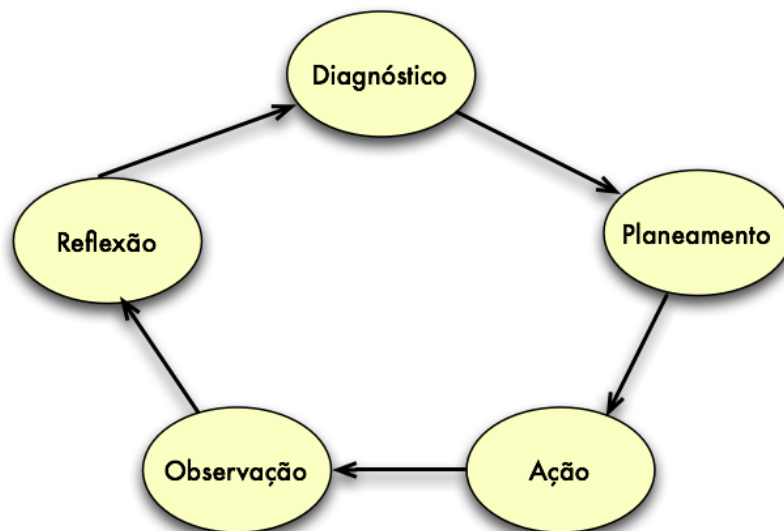 Diagnóstico
Planeamento
Ação
Observação
Reflexão